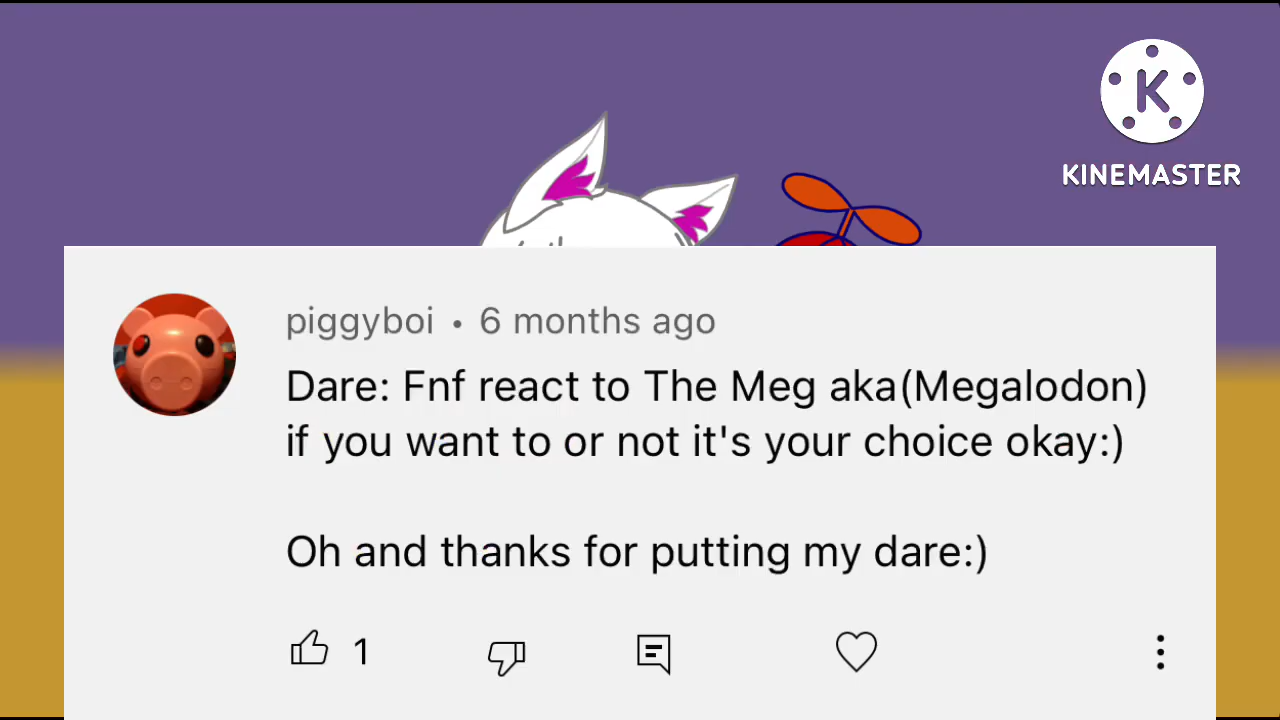 K
KINEMASTER
piggyboi • 6 months ago
Dare: Fnf react to The Meg aka(Megalodon)
if you want to or not it's your choice okay:)
Oh and thanks for putting my dare:)
1